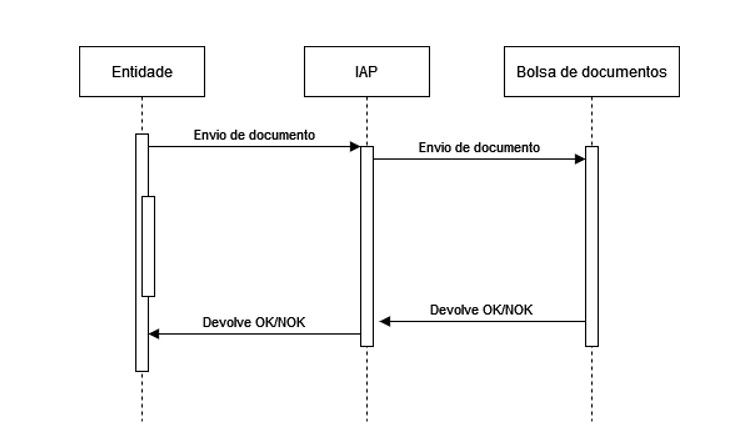 Entidade
IAP
Bolsa de documentos
Envio de documento
Envio de documento
Devolve OK/NOK
Devolve OK/NOK